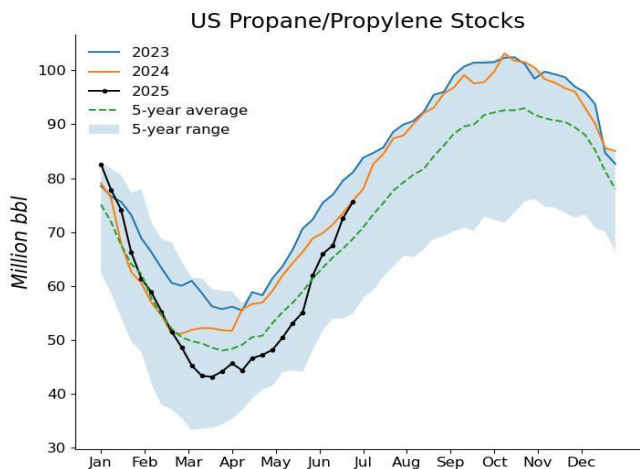 US Propane/Propylene Stocks
Million bbl
100
90
80
70
60
50
40
30
2023
2024
2025
5-year average
5-year range
Jan Feb Mar Apr May Jun Jul Aug Sep Oct Nov Dec